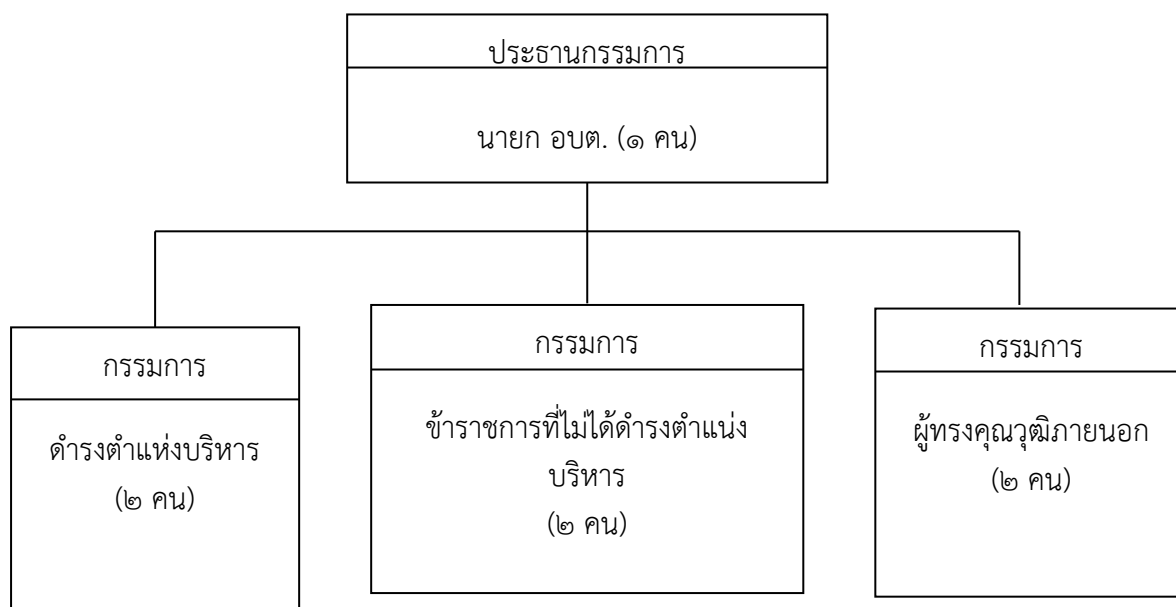 ประธานกรรมการ
นายก อบต. (๑ คน)
กรรมการ
ดำรงตำแห่งบริหาร
(๒ คน)
กรรมการ
ข้าราชการที่ไม่ได้ดำรงตำแน่ง
บริหาร
(๒ คน)
กรรมการ
ผู้ทรงคุณวุฒิภายนอก
(๒ คน)